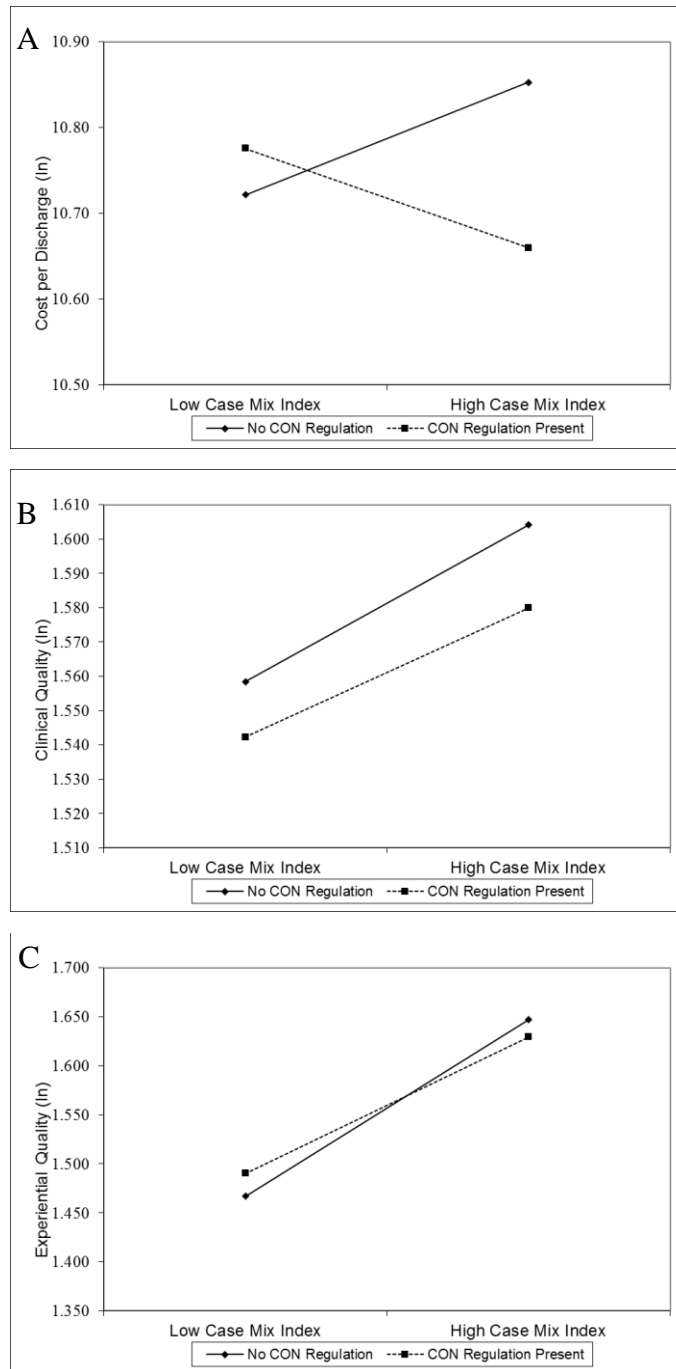 A
Cost per Discharge (ln)
10.90
10.80
10.70
10.60
10.50
Low Case Mix Index High Case Mix Index
No CON Regulation CON Regulation Present
B
Clinical Quality (ln)
1.610
1.600
1.590
1.580
1.570
1.560
1.550
1.540
1.530
1.520
1.510
Low Case Mix Index High Case Mix Index
No CON Regulation CON Regulation Present
C
Experiential Quality (ln)
1.700
1.650
1.600
1.550
1.500
1.450
1.400
1.350
Low Case Mix Index High Case Mix Index
No CON Regulation CON Regulation Present